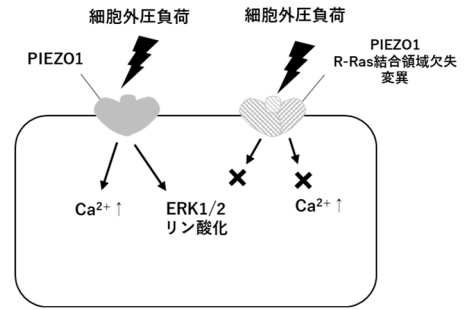 細胞外圧負荷
細胞外圧負荷
PIEZO1
PIEZO1
R-Ras結合領域欠失
変異
Ca²⁺ ↑
ERK1/2
リン酸化
Ca²⁺ ↑